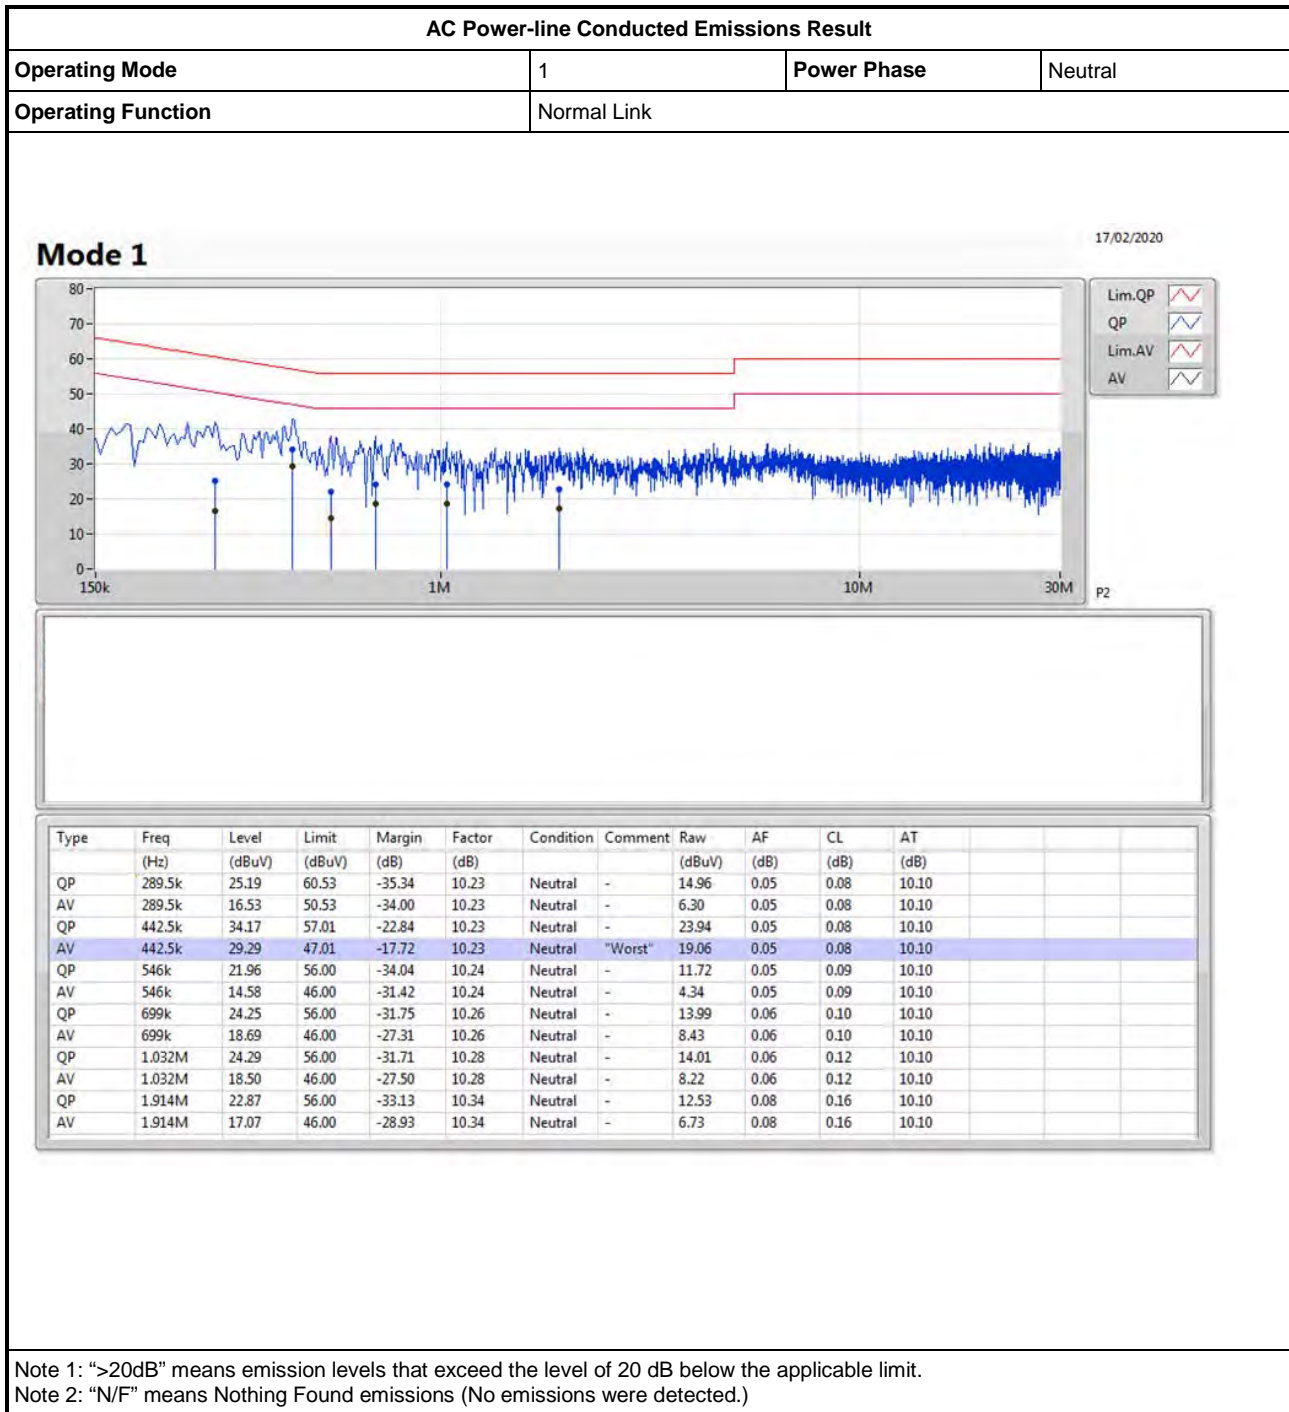 AC Power-line Conducted Emissions Result
Operating Mode 1 Power Phase Neutral
Operating Function Normal Link
17/02/2020
Mode 1
80
70
60
50
40
30
20
10
0
150k 1M 10M 30M
P2
Lim.QP
QP
Lim.AV
AV
Type Freq Level Limit Margin Factor Condition Comment Raw AF CL AT
(Hz) (dBuV) (dBuV) (dB) (dB) (dBuV) (dB) (dB) (dB)
QP 289.5k 25.19 60.53 -35.34 10.23 Neutral - 14.96 0.05 0.08 10.10
AV 289.5k 16.53 50.53 -34.00 10.23 Neutral - 6.30 0.05 0.08 10.10
QP 442.5k 34.17 57.01 -22.84 10.23 Neutral - 23.94 0.05 0.08 10.10
AV 442.5k 29.29 47.01 -17.72 10.23 Neutral "Worst" 19.06 0.05 0.08 10.10
QP 546k 21.96 56.00 -34.04 10.24 Neutral - 11.72 0.05 0.09 10.10
AV 546k 14.58 46.00 -31.42 10.24 Neutral - 4.34 0.05 0.09 10.10
QP 699k 24.25 56.00 -31.75 10.26 Neutral - 13.99 0.06 0.10 10.10
AV 699k 18.69 46.00 -27.31 10.26 Neutral - 8.43 0.06 0.10 10.10
QP 1.032M 24.29 56.00 -31.71 10.28 Neutral - 14.01 0.06 0.12 10.10
AV 1.032M 18.50 46.00 -27.50 10.28 Neutral - 8.22 0.06 0.12 10.10
QP 1.914M 22.87 56.00 -33.13 10.34 Neutral - 12.53 0.08 0.16 10.10
AV 1.914M 17.07 46.00 -28.93 10.34 Neutral - 6.73 0.08 0.16 10.10
Note 1: “>20dB” means emission levels that exceed the level of 20 dB below the applicable limit.
Note 2: “N/F” means Nothing Found emissions (No emissions were detected.)